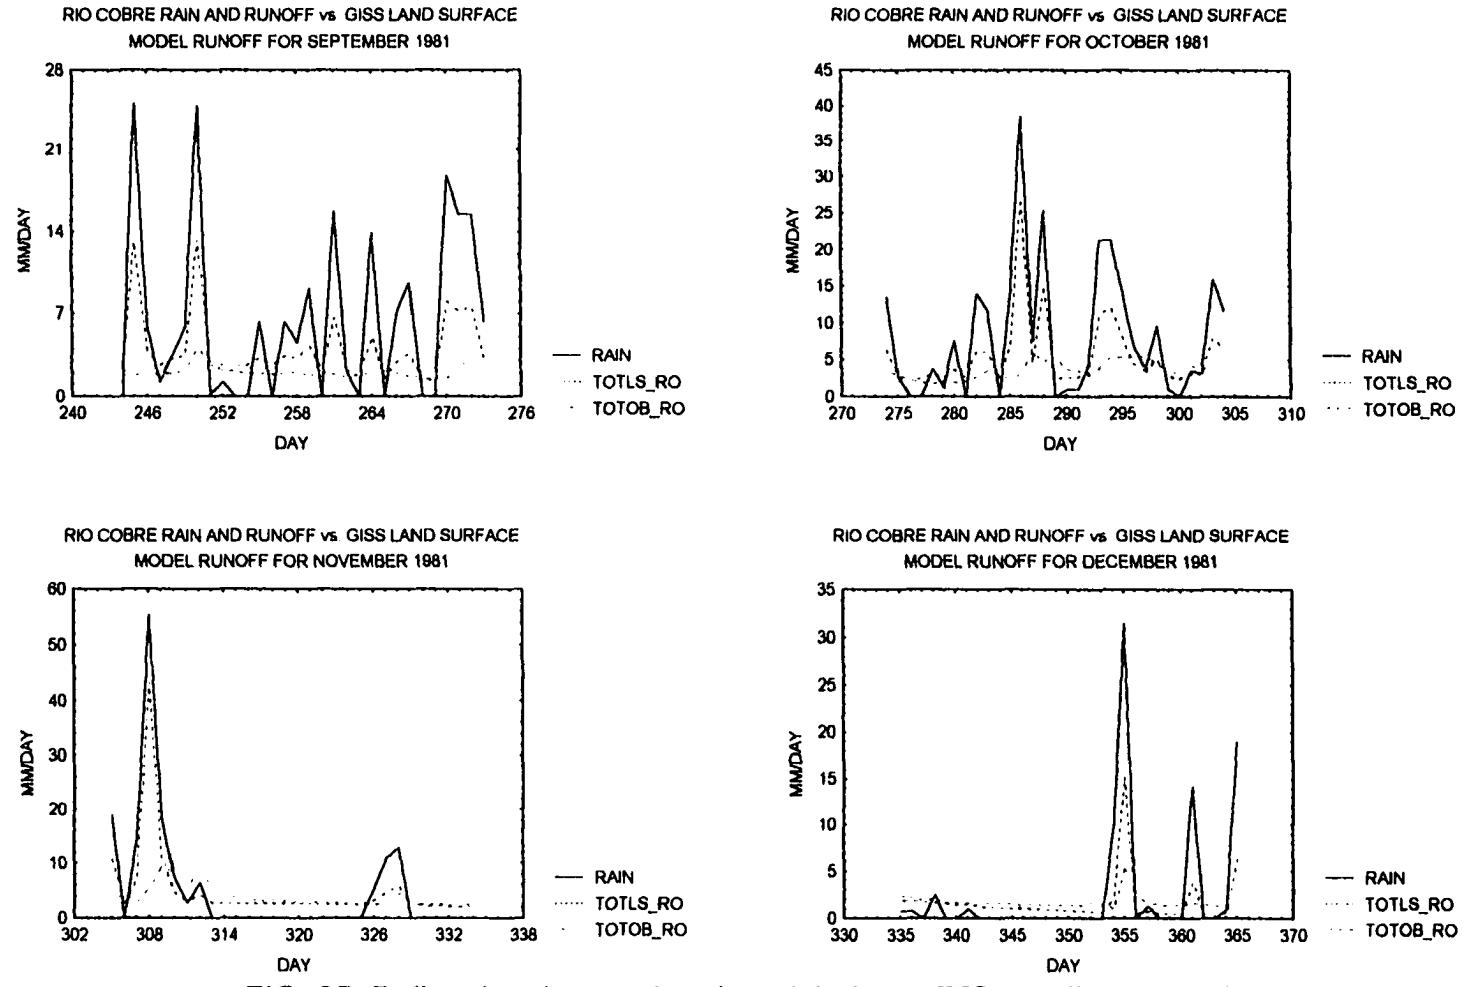 RIO COBRE RAIN AND RUNOFF vs GISS LAND SURFACE
MODEL RUNOFF FOR SEPTEMBER 1981
28
21
14
7
0
MM/DAY
240 246 252 258 264 270 276
DAY
RAIN
TOTLS_RO
TOTOB_RO
RIO COBRE RAIN AND RUNOFF vs GISS LAND SURFACE
MODEL RUNOFF FOR OCTOBER 1981
45
40
35
30
25
20
15
10
5
0
MM/DAY
270 275 280 285 290 295 300 305 310
DAY
RAIN
TOTLS_RO
TOTOB_RO
RIO COBRE RAIN AND RUNOFF vs. GISS LAND SURFACE
MODEL RUNOFF FOR NOVEMBER 1981
60
50
40
30
20
10
0
MM/DAY
302 308 314 320 326 332 338
DAY
RAIN
TOTLS_RO
TOTOB_RO
RIO COBRE RAIN AND RUNOFF vs GISS LAND SURFACE
MODEL RUNOFF FOR DECEMBER 1981
35
30
25
20
15
10
5
0
MM/DAY
330 335 340 345 350 355 360 365 370
DAY
RAIN
TOTLS_RO
TOTOB_RO